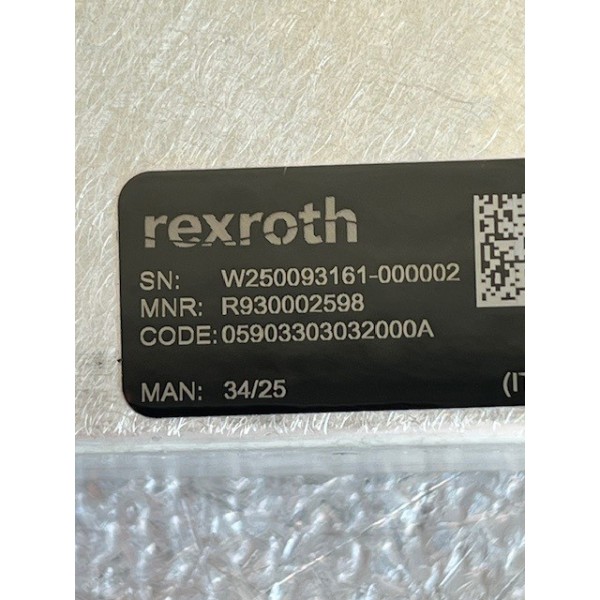 rexroth
SN: W250093161-000002
MNR: R930002598
CODE: 05903303032000A
MAN: 34/25